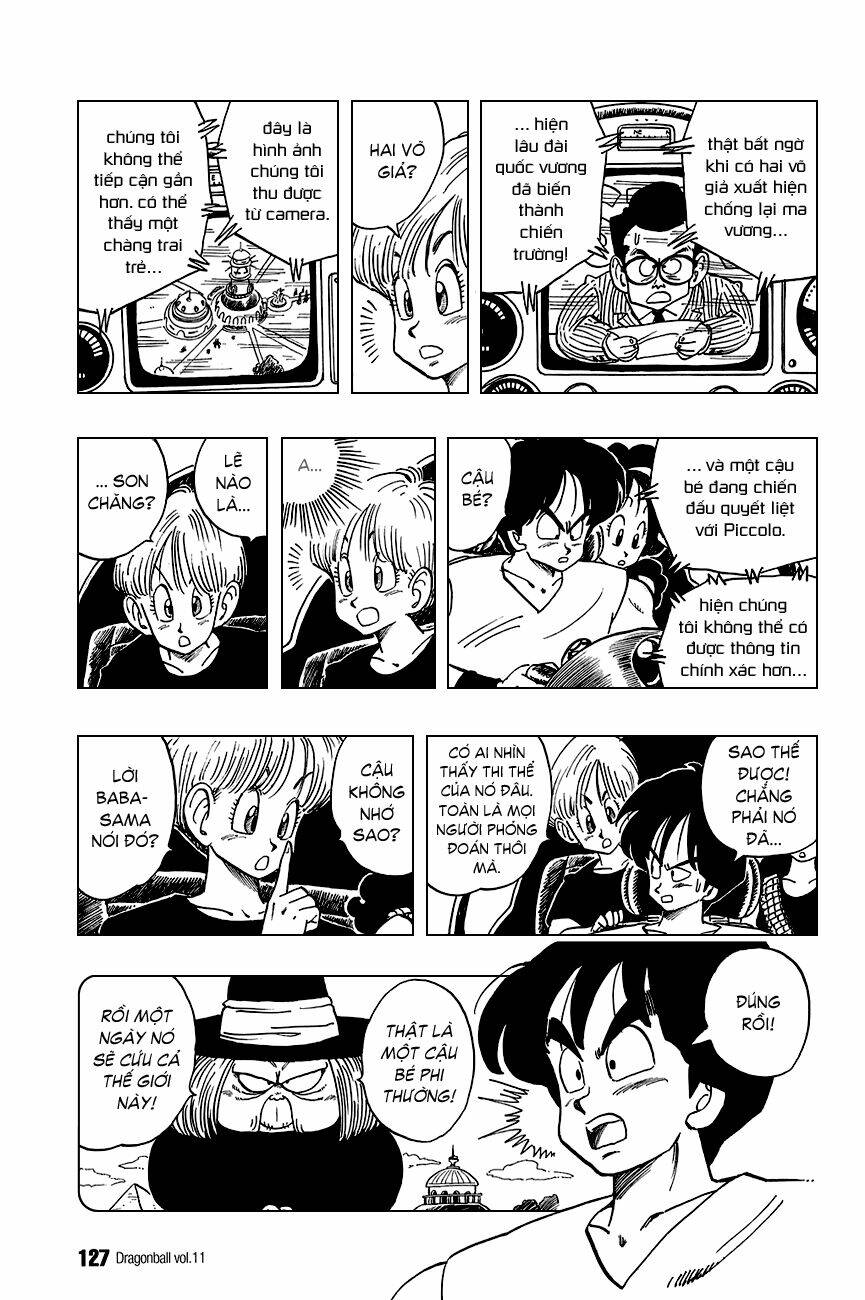 thật bất ngờ
khi có hai võ
giả xuất hiện
chống lại ma
vương...
... hiện
lâu đài
quốc vương
đã biến
thành
chiến
trường!
HAI VÕ
GIẢ?
đây là
hình ảnh
chúng tôi
thu được
từ camera.
chúng tôi
không thể
tiếp cận gần
hơn. có thể
thấy một
chàng trai
trẻ...
... và một cậu
bé đang chiến
đấu quyết liệt
với Piccolo.
hiện chúng
tôi không thể có
được thông tin
chính xác hơn...
CẬU
BÉ?
A...
LẼ
NÀO
LÀ...
... SON
CHĂNG?
SAO THẾ
ĐƯỢC!
CHẲNG
PHẢI NÓ
ĐÃ...
CÓ AI NHÌN
THẤY THI THỂ
CỦA NÓ ĐÂU.
TOÀN LÀ MỌI
NGƯỜI PHỎNG
ĐOÁN THÔI
MÀ.
CẬU
KHÔNG
NHỚ
SAO?
LỜI
BABA-
SAMA
NÓI ĐÓ?
ĐÚNG
RỒI!
THẬT LÀ
MỘT CẬU
BÉ PHI
THƯỜNG!
RỒI MỘT
NGÀY NÓ
SẼ CỨU CẢ
THẾ GIỚI
NÀY!
127 Dragonball vol.11